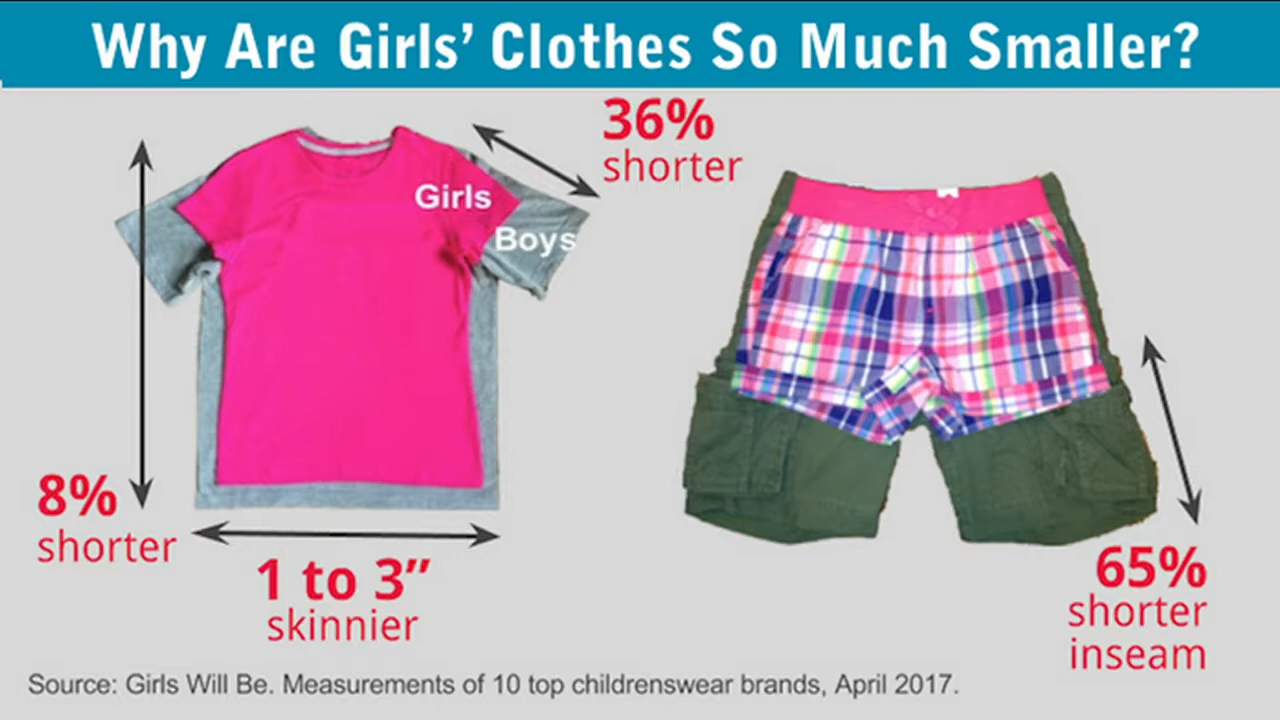 Why Are Girls’ Clothes So Much Smaller?
36%
shorter
Girls
Boys
8%
shorter
1 to 3”
skinnier
65%
shorter
inseam
Source: Girls Will Be. Measurements of 10 top childrenswear brands, April 2017.